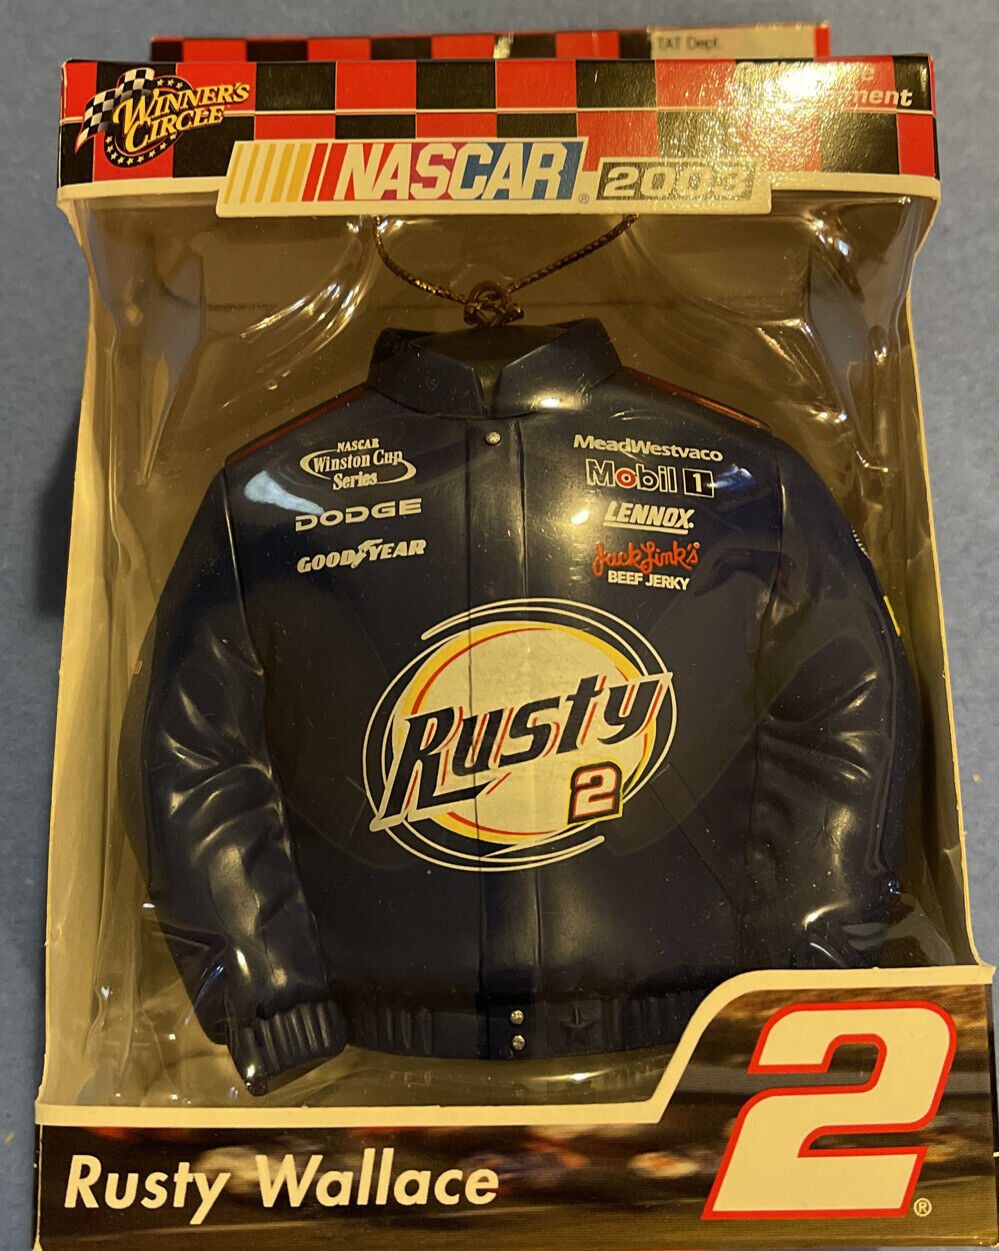 TAT Dept.
WINNER'S
CIRCLE
NASCAR® 2003
NASCAR
Winston Cup
Series
DODGE
GOODYEAR
MeadWestvaco
Mobil 1
LENNOX
Jack Link's
BEEF JERKY
Rusty
2
Rusty Wallace
2®